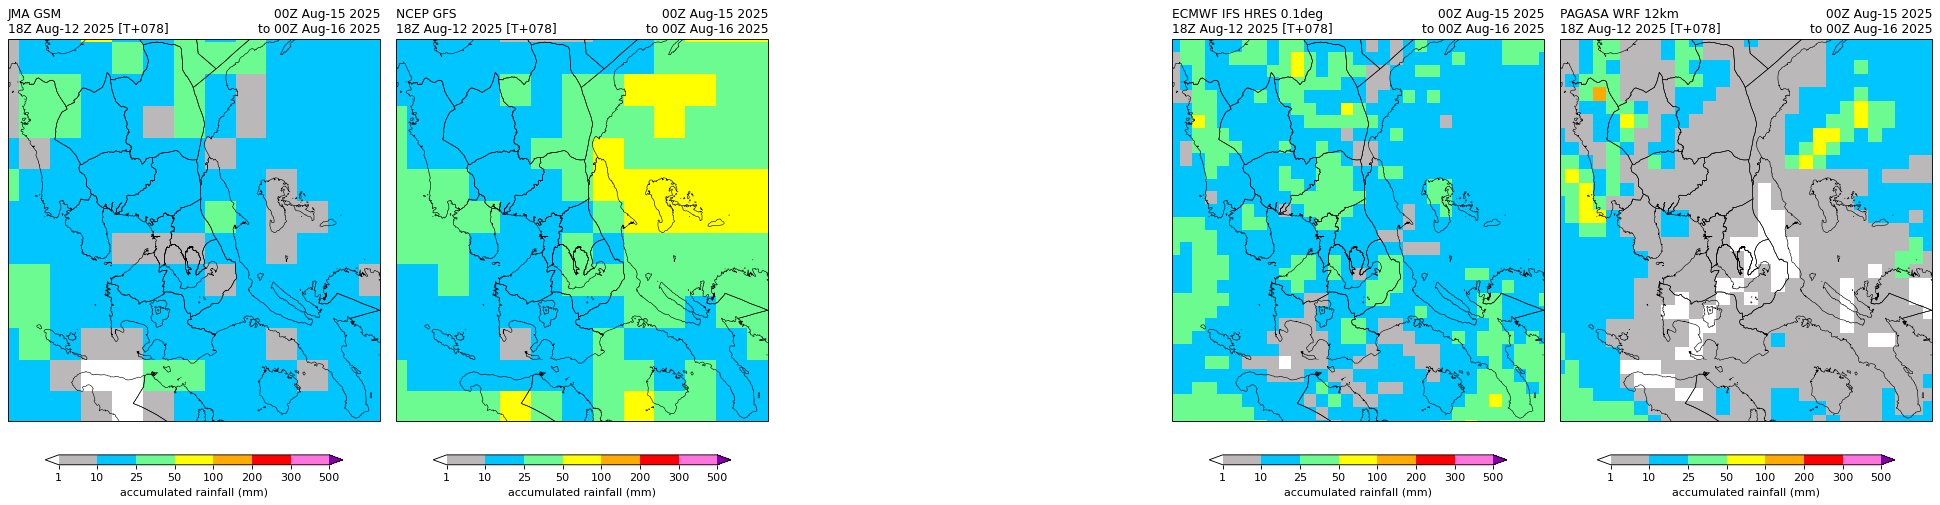 JMA GSM 00Z Aug-15 2025
18Z Aug-12 2025 [T+078] to 00Z Aug-16 2025
NCEP GFS 00Z Aug-15 2025
18Z Aug-12 2025 [T+078] to 00Z Aug-16 2025
ECMWF IFS HRES 0.1deg 00Z Aug-15 2025
18Z Aug-12 2025 [T+078] to 00Z Aug-16 2025
PAGASA WRF 12km 00Z Aug-15 2025
18Z Aug-12 2025 [T+078] to 00Z Aug-16 2025
1 10 25 50 100 200 300 500
accumulated rainfall (mm)
1 10 25 50 100 200 300 500
accumulated rainfall (mm)
1 10 25 50 100 200 300 500
accumulated rainfall (mm)
1 10 25 50 100 200 300 500
accumulated rainfall (mm)